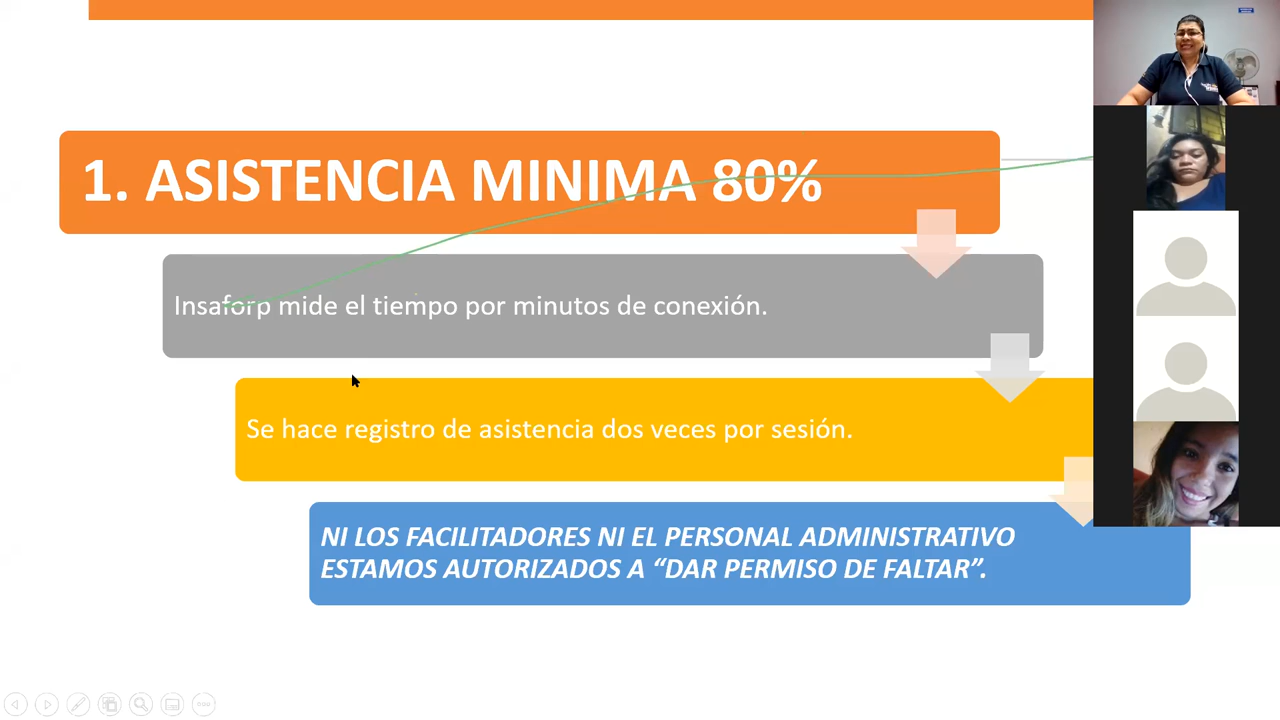 1. ASISTENCIA MINIMA 80%
Insaforp mide el tiempo por minutos de conexión.
Se hace registro de asistencia dos veces por sesión.
NI LOS FACILITADORES NI EL PERSONAL ADMINISTRATIVO
ESTAMOS AUTORIZADOS A “DAR PERMISO DE FALTAR”.